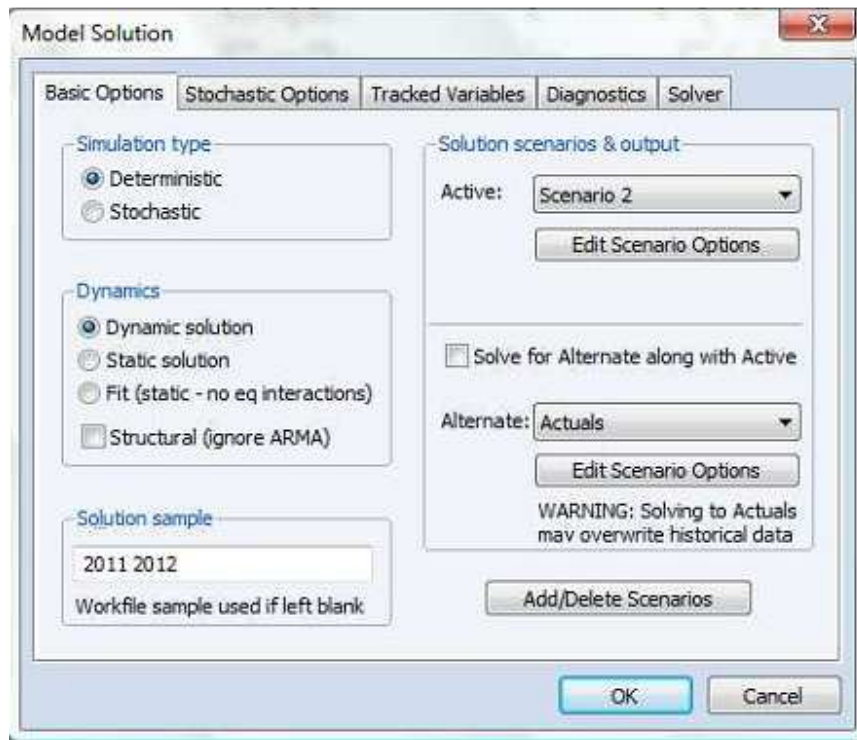 Model Solution
Basic Options
Stochastic Options
Tracked Variables
Diagnostics
Solver
Simulation type
Deterministic
Stochastic
Dynamics
Dynamic solution
Static solution
Fit (static - no eq interactions)
Structural (ignore ARMA)
Solution sample
2011 2012
Workfile sample used if left blank
Solution scenarios & output
Active: Scenario 2
Edit Scenario Options
Solve for Alternate along with Active
Alternate: Actuals
Edit Scenario Options
WARNING: Solving to Actuals
may overwrite historical data
Add/Delete Scenarios
OK
Cancel